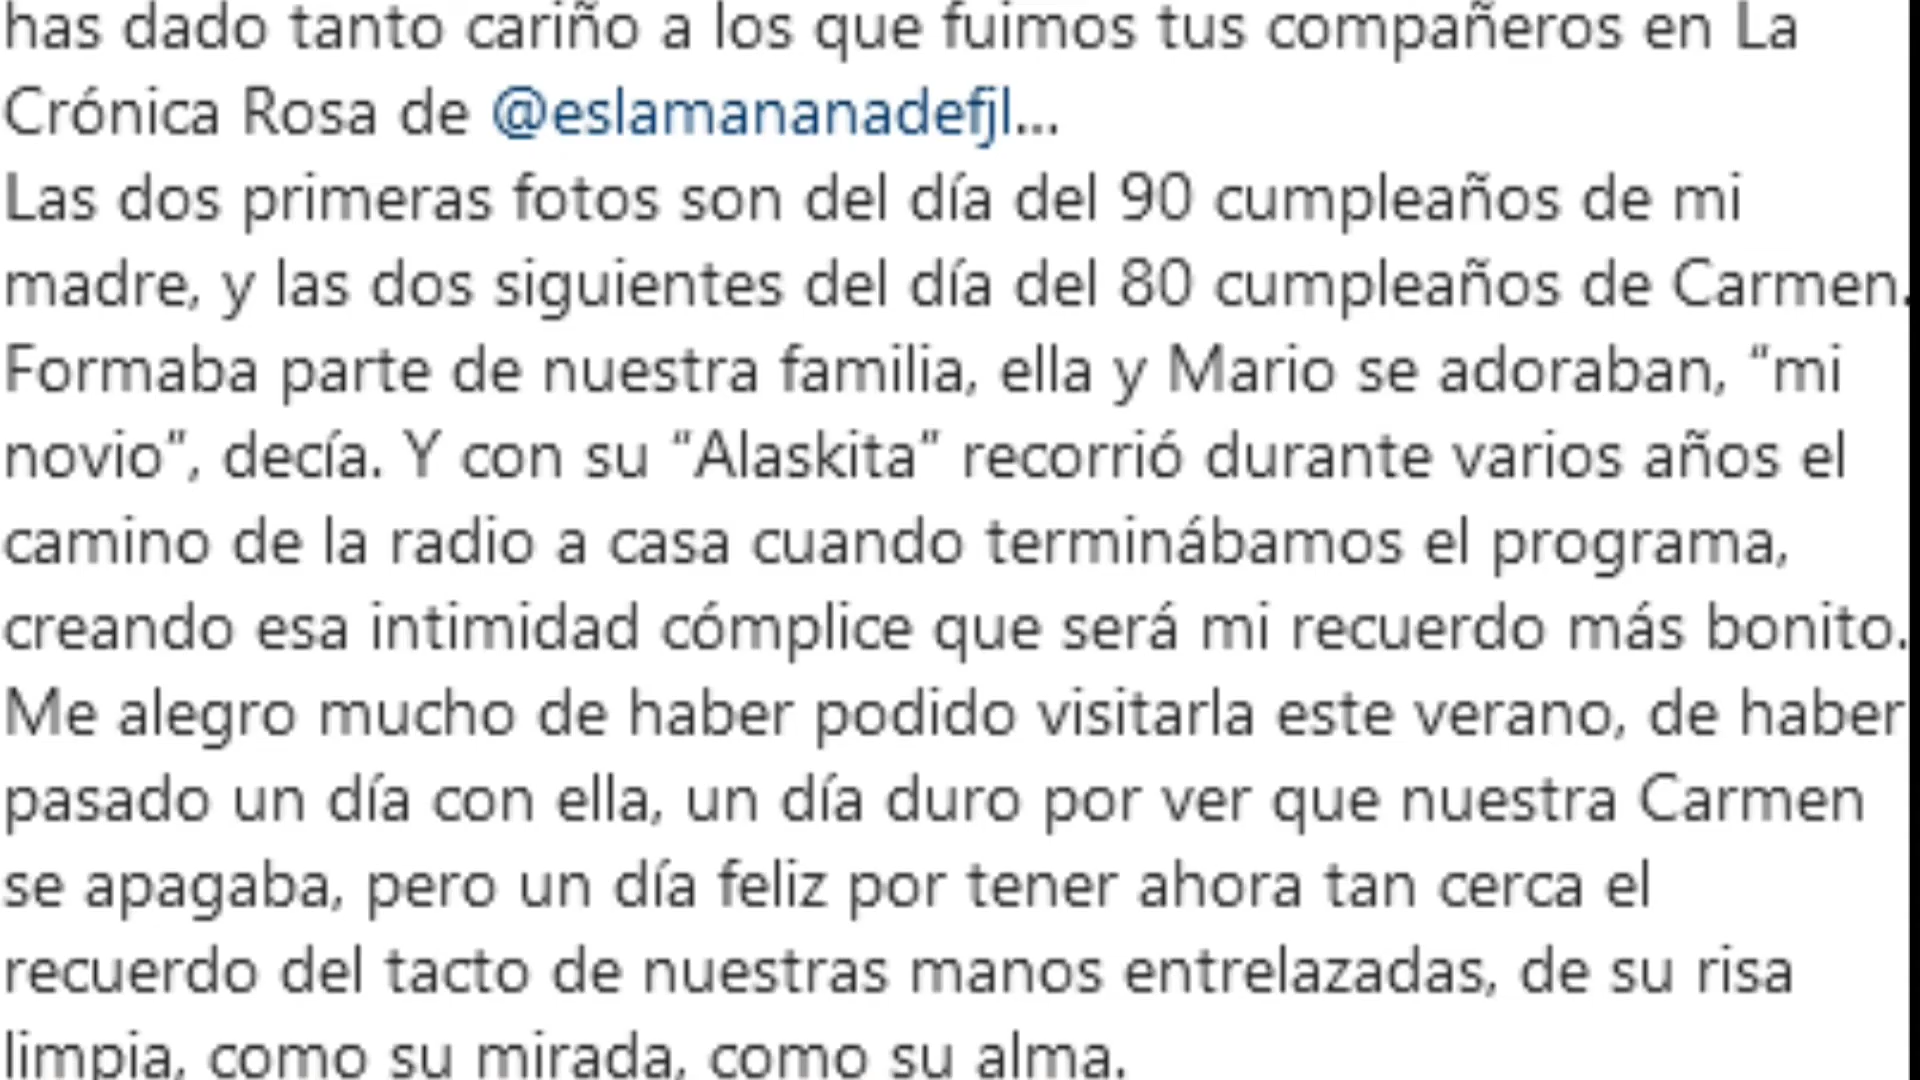 has dado tanto cariño a los que fuimos tus compañeros en La
Crónica Rosa de @eslamananadefjl...
Las dos primeras fotos son del día del 90 cumpleaños de mi
madre, y las dos siguientes del día del 80 cumpleaños de Carmen.
Formaba parte de nuestra familia, ella y Mario se adoraban, “mi
novio”, decía. Y con su “Alaskita” recorrió durante varios años el
camino de la radio a casa cuando terminábamos el programa,
creando esa intimidad cómplice que será mi recuerdo más bonito.
Me alegro mucho de haber podido visitarla este verano, de haber
pasado un día con ella, un día duro por ver que nuestra Carmen
se apagaba, pero un día feliz por tener ahora tan cerca el
recuerdo del tacto de nuestras manos entrelazadas, de su risa
limpia, como su mirada, como su alma.